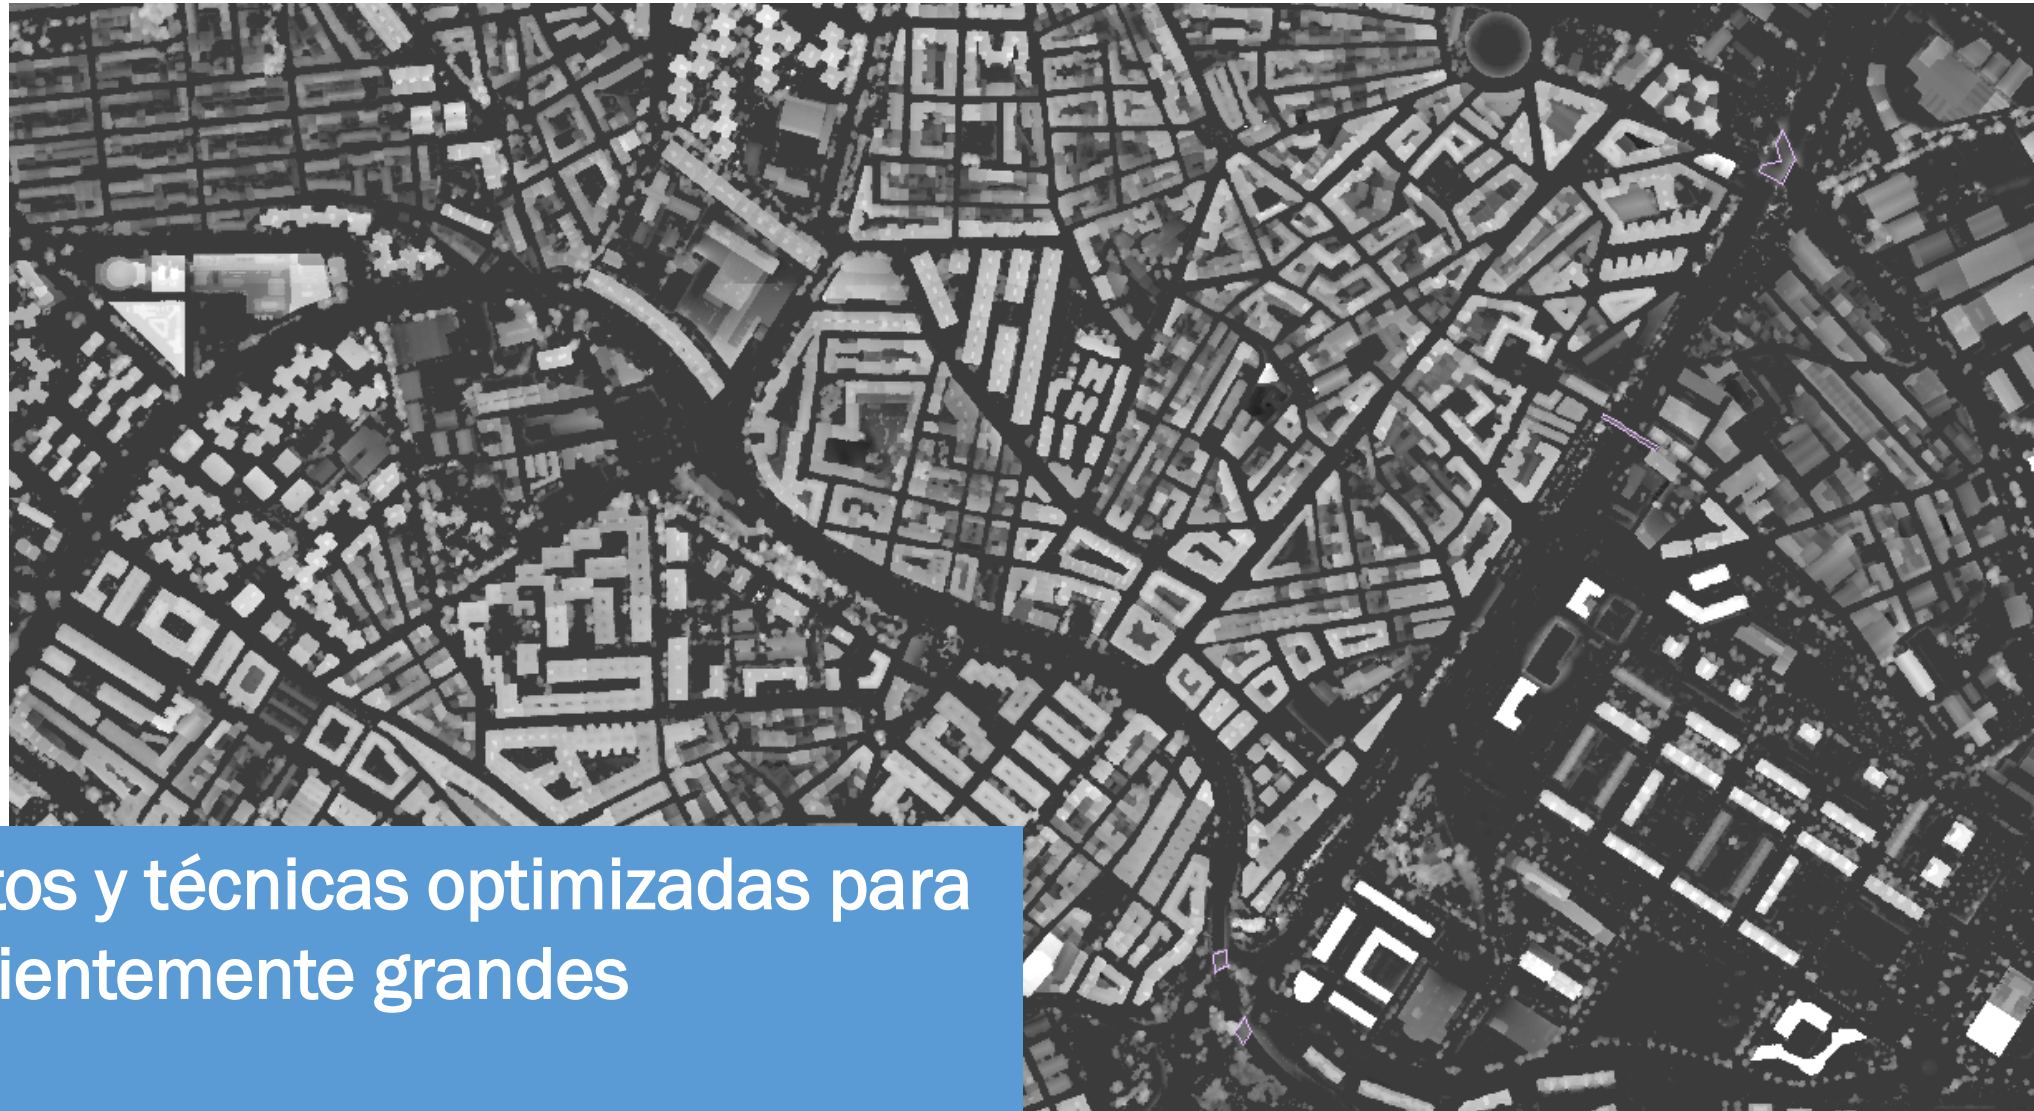 tos y técnicas optimizadas para
ientemente grandes